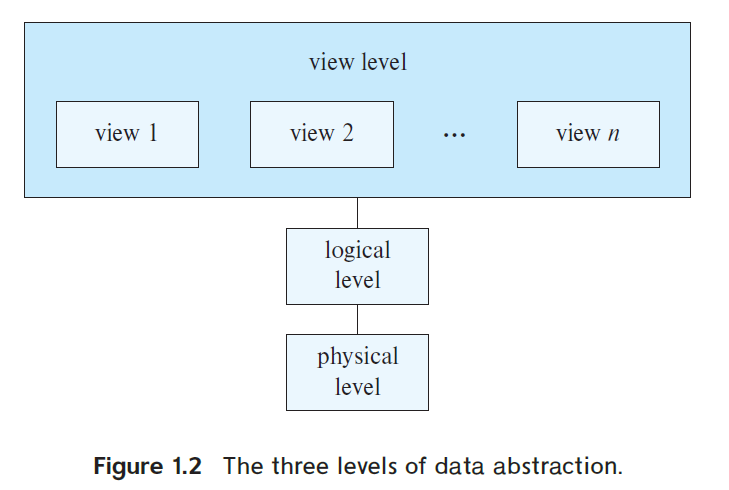 view level
view 1 view 2 ... view n
logical
level
physical
level
Figure 1.2 The three levels of data abstraction.